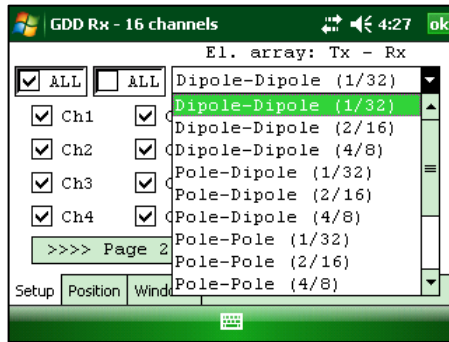 GDD Rx - 16 channels 4:27 ok
El. array: Tx - Rx
ALL ALL Dipole-Dipole (1/32)
Dipole-Dipole (1/32)
Ch1 Dipole-Dipole (2/16)
Ch2 Dipole-Dipole (4/8)
Pole-Dipole (1/32)
Ch3 Pole-Dipole (2/16)
Ch4 Pole-Dipole (4/8)
Pole-Pole (1/32)
>>>> Page 2 Pole-Pole (2/16)
Setup Position Pole-Pole (4/8)